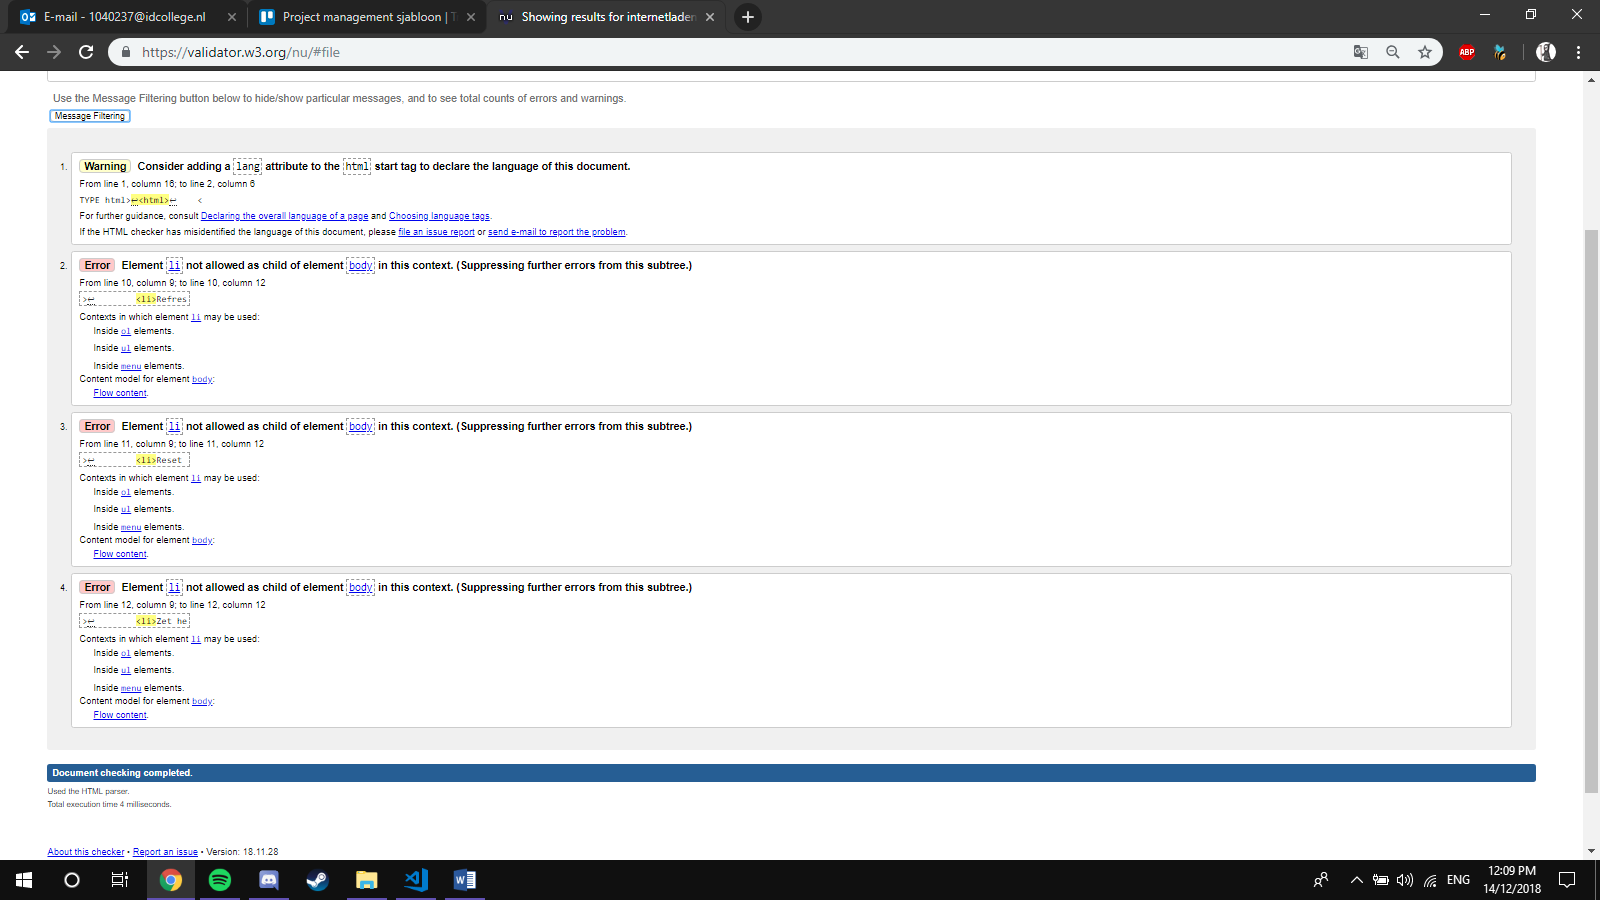 E-mail - 1040237@idcollege.nl
Project management sjabloon | T
nu Showing results for internetladen
https://validator.w3.org/nu/#file
ABP
Use the Message Filtering button below to hide/show particular messages, and to see total counts of errors and warnings.
Message Filtering
1. Warning Consider adding a lang attribute to the html start tag to declare the language of this document.
From line 1, column 16; to line 2, column 6
TYPE html>↩<html>↩ <
For further guidance, consult Declaring the overall language of a page and Choosing language tags.
If the HTML checker has misidentified the language of this document, please file an issue report or send e-mail to report the problem.
2. Error Element li not allowed as child of element body in this context. (Suppressing further errors from this subtree.)
From line 10, column 9; to line 10, column 12
>↩ <li>Refres
Contexts in which element li may be used:
Inside ol elements.
Inside ul elements.
Inside menu elements.
Content model for element body:
Flow content.
3. Error Element li not allowed as child of element body in this context. (Suppressing further errors from this subtree.)
From line 11, column 9; to line 11, column 12
>↩ <li>Reset
Contexts in which element li may be used:
Inside ol elements.
Inside ul elements.
Inside menu elements.
Content model for element body:
Flow content.
4. Error Element li not allowed as child of element body in this context. (Suppressing further errors from this subtree.)
From line 12, column 9; to line 12, column 12
>↩ <li>Zet he
Contexts in which element li may be used:
Inside ol elements.
Inside ul elements.
Inside menu elements.
Content model for element body:
Flow content.
Document checking completed.
Used the HTML parser.
Total execution time 4 milliseconds.
About this checker • Report an issue • Version: 18.11.28
ENG
12:09 PM
14/12/2018